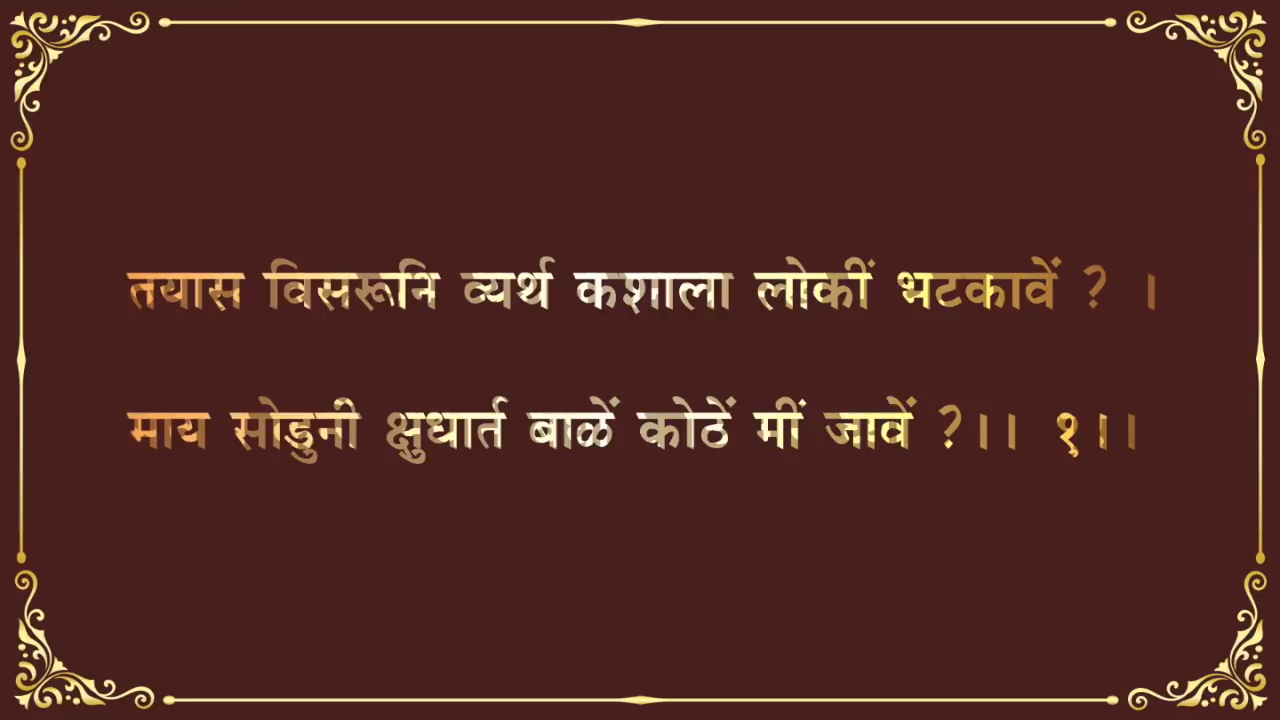 तयास विसरूनि व्यर्थ कशाला लोकीं भटकावें ? ।
माय सोडुनी क्षुधार्त बाळें कोठें मीं जावें ?।। १।।